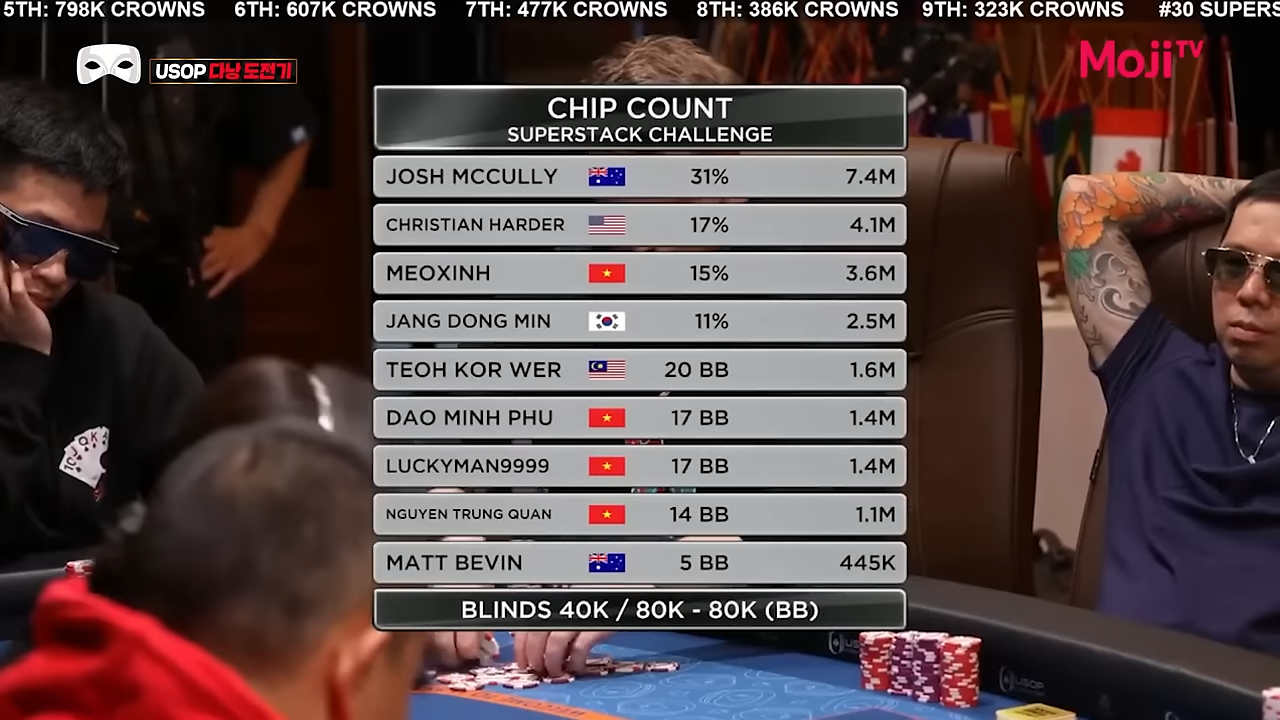 5TH: 798K CROWNS 6TH: 607K CROWNS 7TH: 477K CROWNS 8TH: 386K CROWNS 9TH: 323K CROWNS #30 SUPERS
USOP 다낭 도전기
MojiTV
CHIP COUNT
SUPERSTACK CHALLENGE
JOSH MCCULLY 31% 7.4M
CHRISTIAN HARDER 17% 4.1M
MEOXINH 15% 3.6M
JANG DONG MIN 11% 2.5M
TEOH KOR WER 20 BB 1.6M
DAO MINH PHU 17 BB 1.4M
LUCKYMAN9999 17 BB 1.4M
NGUYEN TRUNG QUAN 14 BB 1.1M
MATT BEVIN 5 BB 445K
BLINDS 40K / 80K - 80K (BB)
USOP